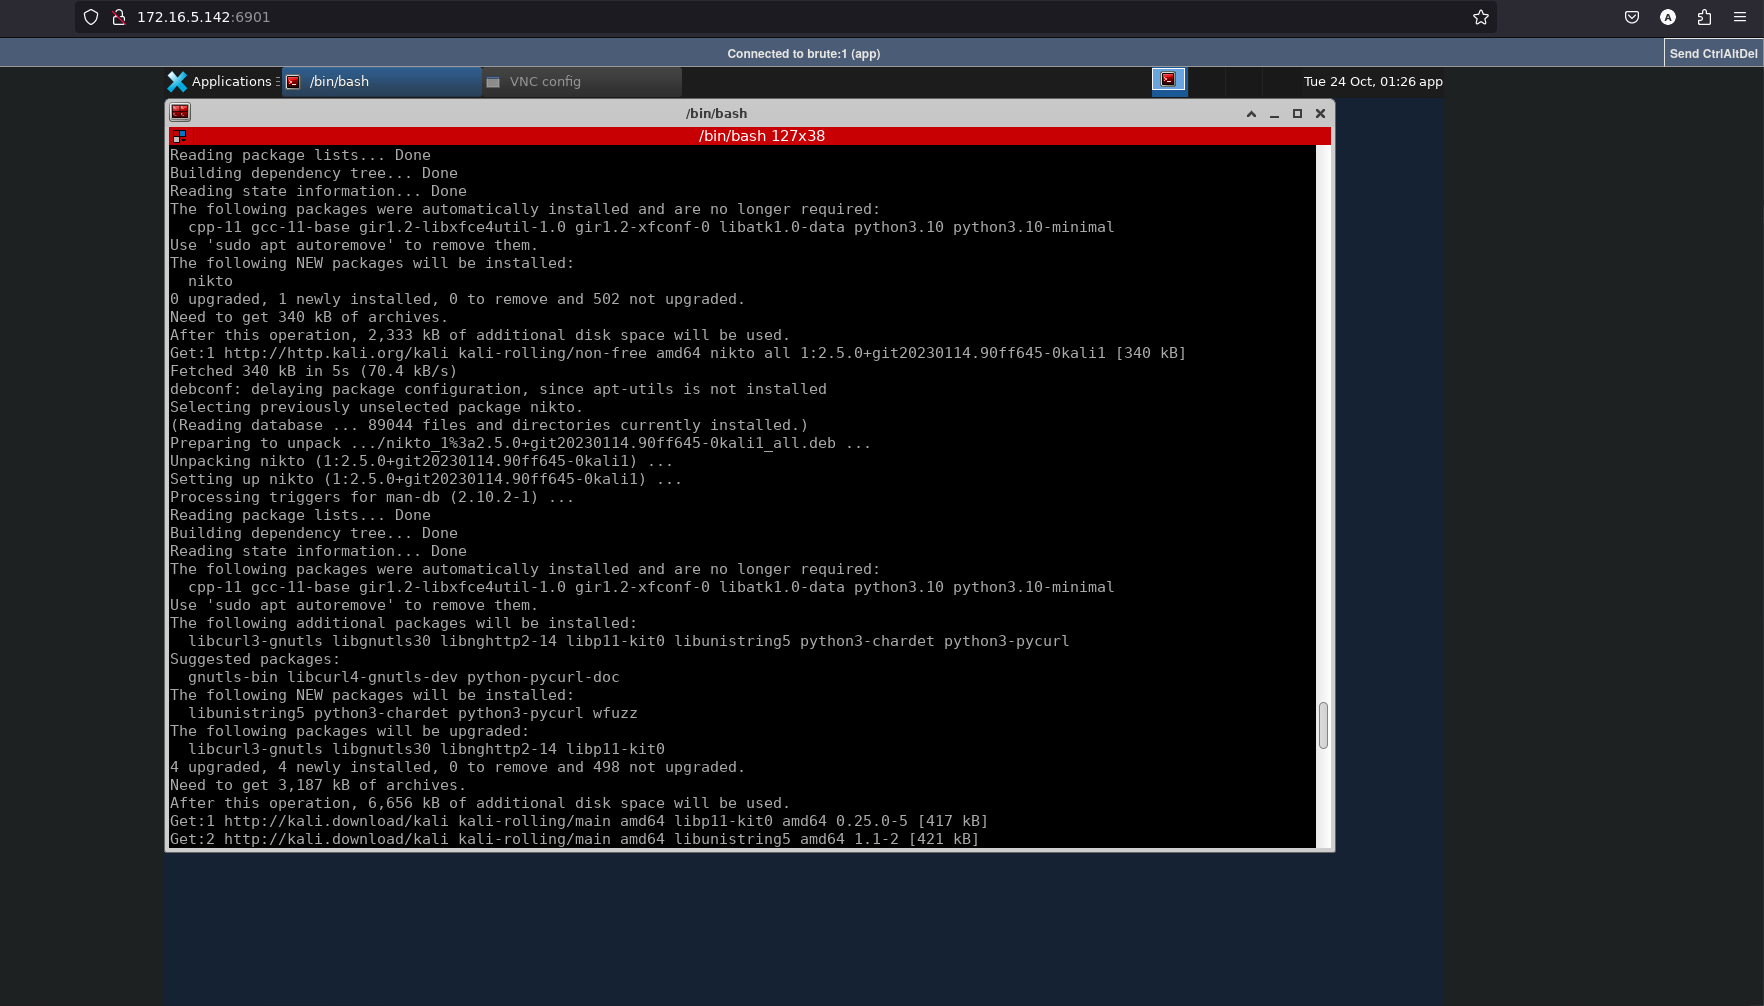 172.16.5.142:6901
Connected to brute:1 (app)
Send CtrlAltDel
Applications
/bin/bash
VNC config
Tue 24 Oct, 01:26 app
/bin/bash
/bin/bash 127x38
Reading package lists... Done
Building dependency tree... Done
Reading state information... Done
The following packages were automatically installed and are no longer required:
  cpp-11 gcc-11-base gir1.2-libxfce4util-1.0 gir1.2-xfconf-0 libatk1.0-data python3.10 python3.10-minimal
Use 'sudo apt autoremove' to remove them.
The following NEW packages will be installed:
  nikto
0 upgraded, 1 newly installed, 0 to remove and 502 not upgraded.
Need to get 340 kB of archives.
After this operation, 2,333 kB of additional disk space will be used.
Get:1 http://http.kali.org/kali kali-rolling/non-free amd64 nikto all 1:2.5.0+git20230114.90ff645-0kali1 [340 kB]
Fetched 340 kB in 5s (70.4 kB/s)
debconf: delaying package configuration, since apt-utils is not installed
Selecting previously unselected package nikto.
(Reading database ... 89044 files and directories currently installed.)
Preparing to unpack .../nikto_1%3a2.5.0+git20230114.90ff645-0kali1_all.deb ...
Unpacking nikto (1:2.5.0+git20230114.90ff645-0kali1) ...
Setting up nikto (1:2.5.0+git20230114.90ff645-0kali1) ...
Processing triggers for man-db (2.10.2-1) ...
Reading package lists... Done
Building dependency tree... Done
Reading state information... Done
The following packages were automatically installed and are no longer required:
  cpp-11 gcc-11-base gir1.2-libxfce4util-1.0 gir1.2-xfconf-0 libatk1.0-data python3.10 python3.10-minimal
Use 'sudo apt autoremove' to remove them.
The following additional packages will be installed:
  libcurl3-gnutls libgnutls30 libnghttp2-14 libp11-kit0 libunistring5 python3-chardet python3-pycurl
Suggested packages:
  gnutls-bin libcurl4-gnutls-dev python-pycurl-doc
The following NEW packages will be installed:
  libunistring5 python3-chardet python3-pycurl wfuzz
The following packages will be upgraded:
  libcurl3-gnutls libgnutls30 libnghttp2-14 libp11-kit0
4 upgraded, 4 newly installed, 0 to remove and 498 not upgraded.
Need to get 3,187 kB of archives.
After this operation, 6,656 kB of additional disk space will be used.
Get:1 http://kali.download/kali kali-rolling/main amd64 libp11-kit0 amd64 0.25.0-5 [417 kB]
Get:2 http://kali.download/kali kali-rolling/main amd64 libunistring5 amd64 1.1-2 [421 kB]